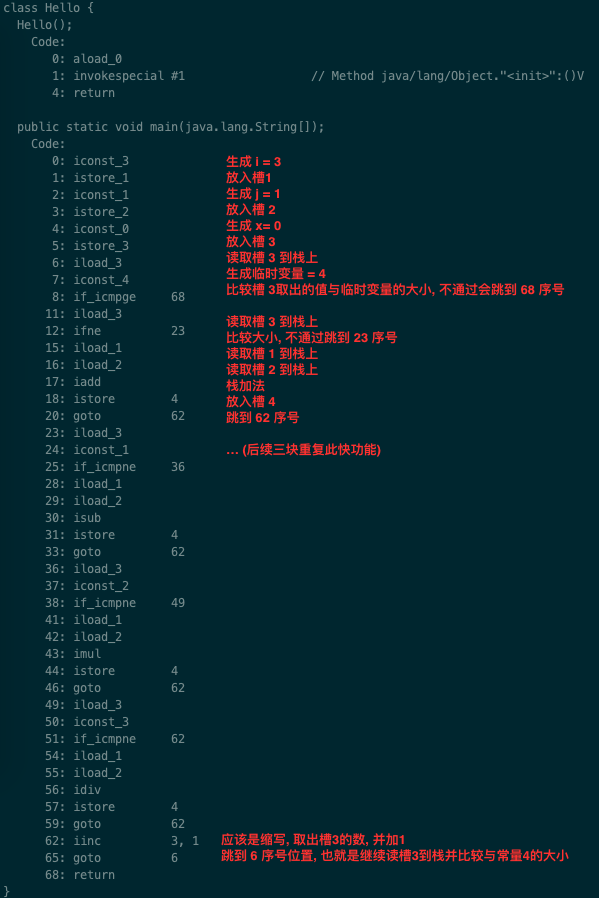 class Hello {
Hello();
Code:
0: aload_0
1: invokespecial #1 // Method java/lang/Object."<init>":()V
4: return
public static void main(java.lang.String[]);
Code:
0: iconst_3 生成 i = 3
1: istore_1 放入槽1
2: iconst_1 生成 j = 1
3: istore_2 放入槽 2
4: iconst_0 生成 x= 0
5: istore_3 放入槽 3
6: iload_3 读取槽 3 到栈上
7: iconst_4 生成临时变量 = 4
8: if_icmpge 68 比较槽 3取出的值与临时变量的大小, 不通过会跳到 68 序号
11: iload_3 读取槽 3 到栈上
12: ifne 23 比较大小, 不通过跳到 23 序号
15: iload_1 读取槽 1 到栈上
16: iload_2 读取槽 2 到栈上
17: iadd 栈加法
18: istore 4 放入槽 4
20: goto 62 跳到 62 序号
23: iload_3
24: iconst_1 ... (后续三块重复此快功能)
25: if_icmpne 36
28: iload_1
29: iload_2
30: isub
31: istore 4
33: goto 62
36: iload_3
37: iconst_2
38: if_icmpne 49
41: iload_1
42: iload_2
43: imul
44: istore 4
46: goto 62
49: iload_3
50: iconst_3
51: if_icmpne 62
54: iload_1
55: iload_2
56: idiv
57: istore 4
59: goto 62
62: iinc 3, 1 应该是缩写, 取出槽3的数, 并加1
65: goto 6 跳到 6 序号位置, 也就是继续读槽3到栈并比较与常量4的大小
68: return
}